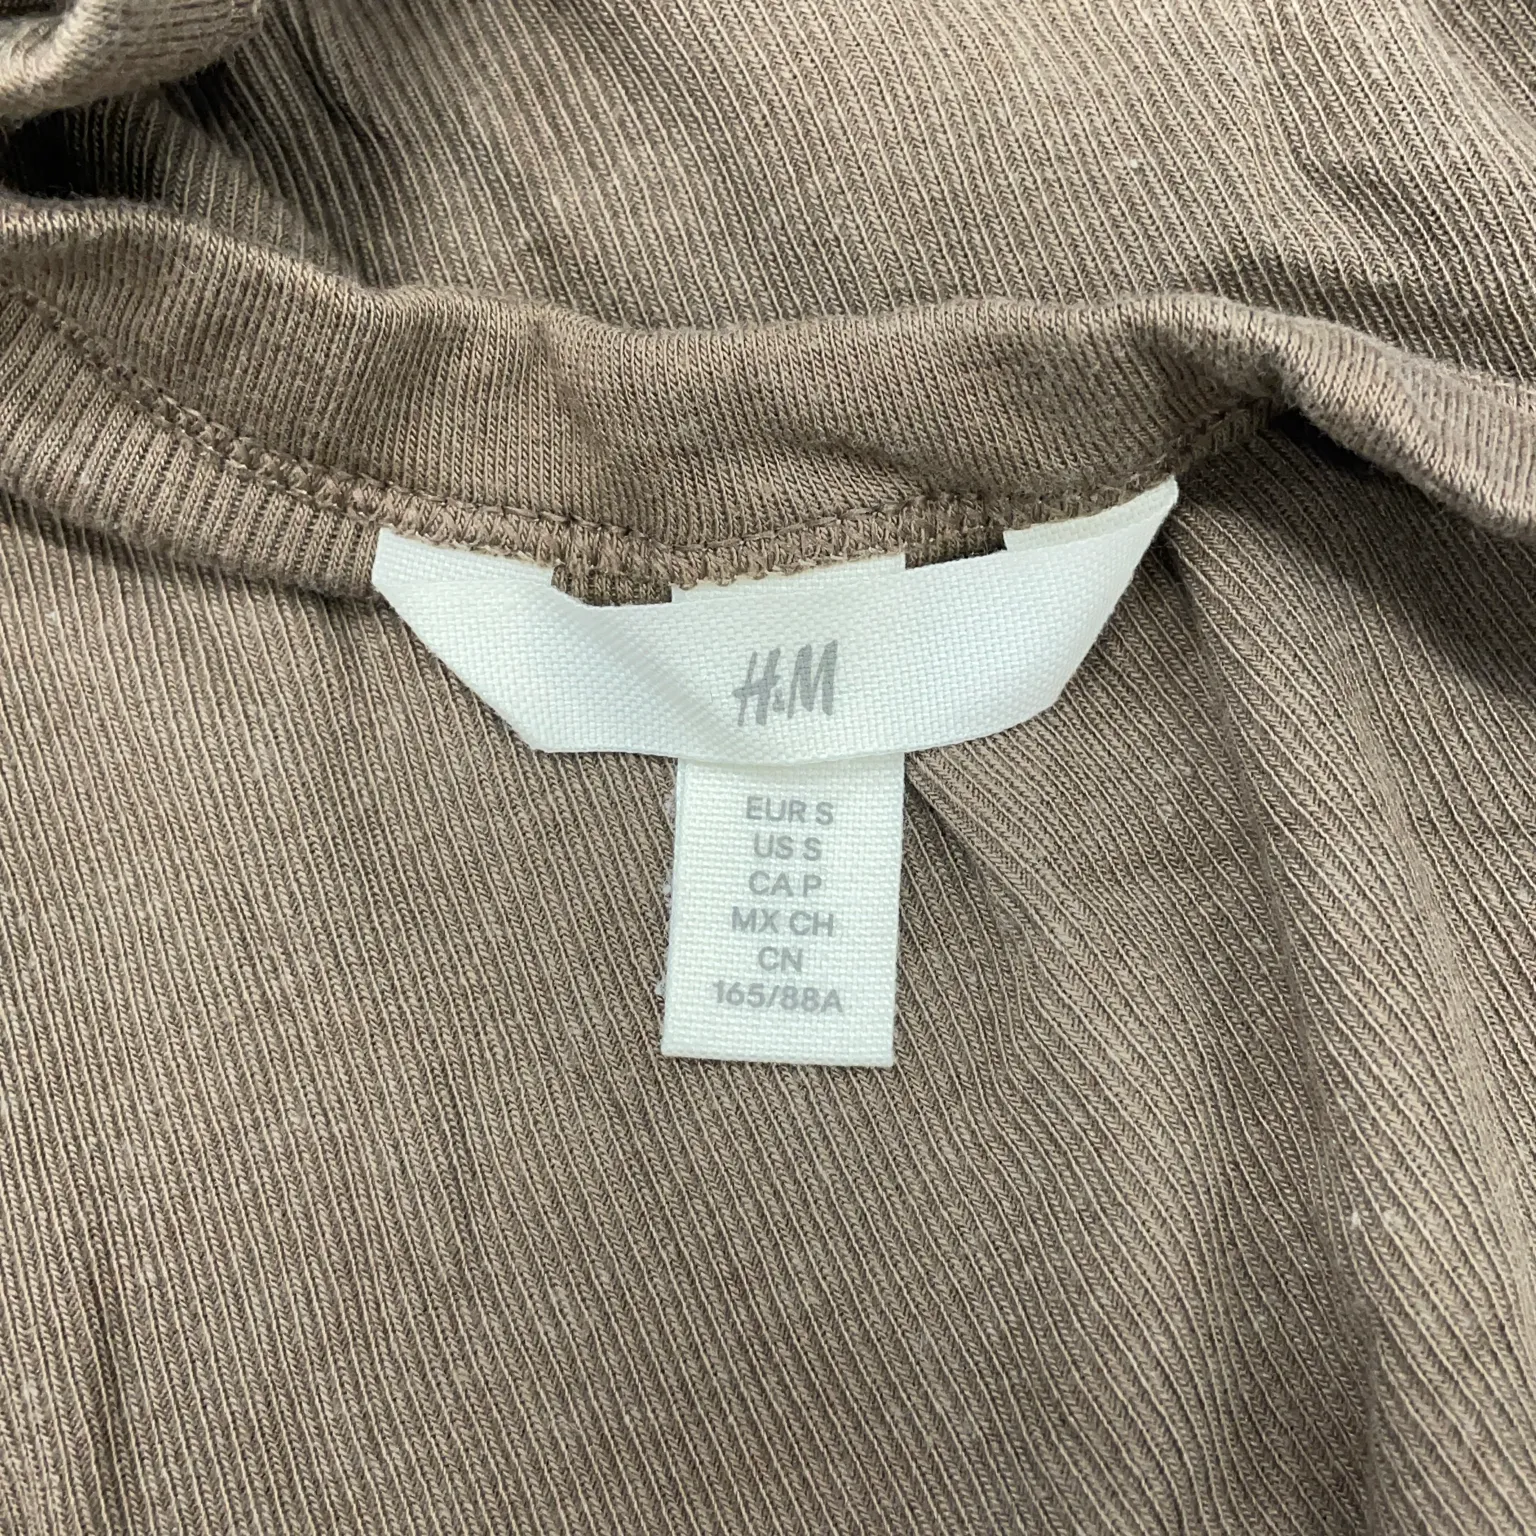 H&M
EUR S
US S
CA P
MX CH
CN
165/88A